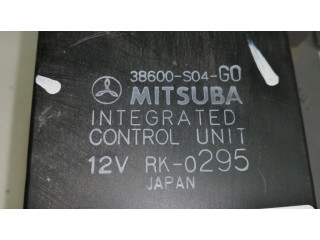 38600-S04-G0
MITSUBA
INTEGRATED
CONTROL UNIT
12V RK-0295
JAPAN